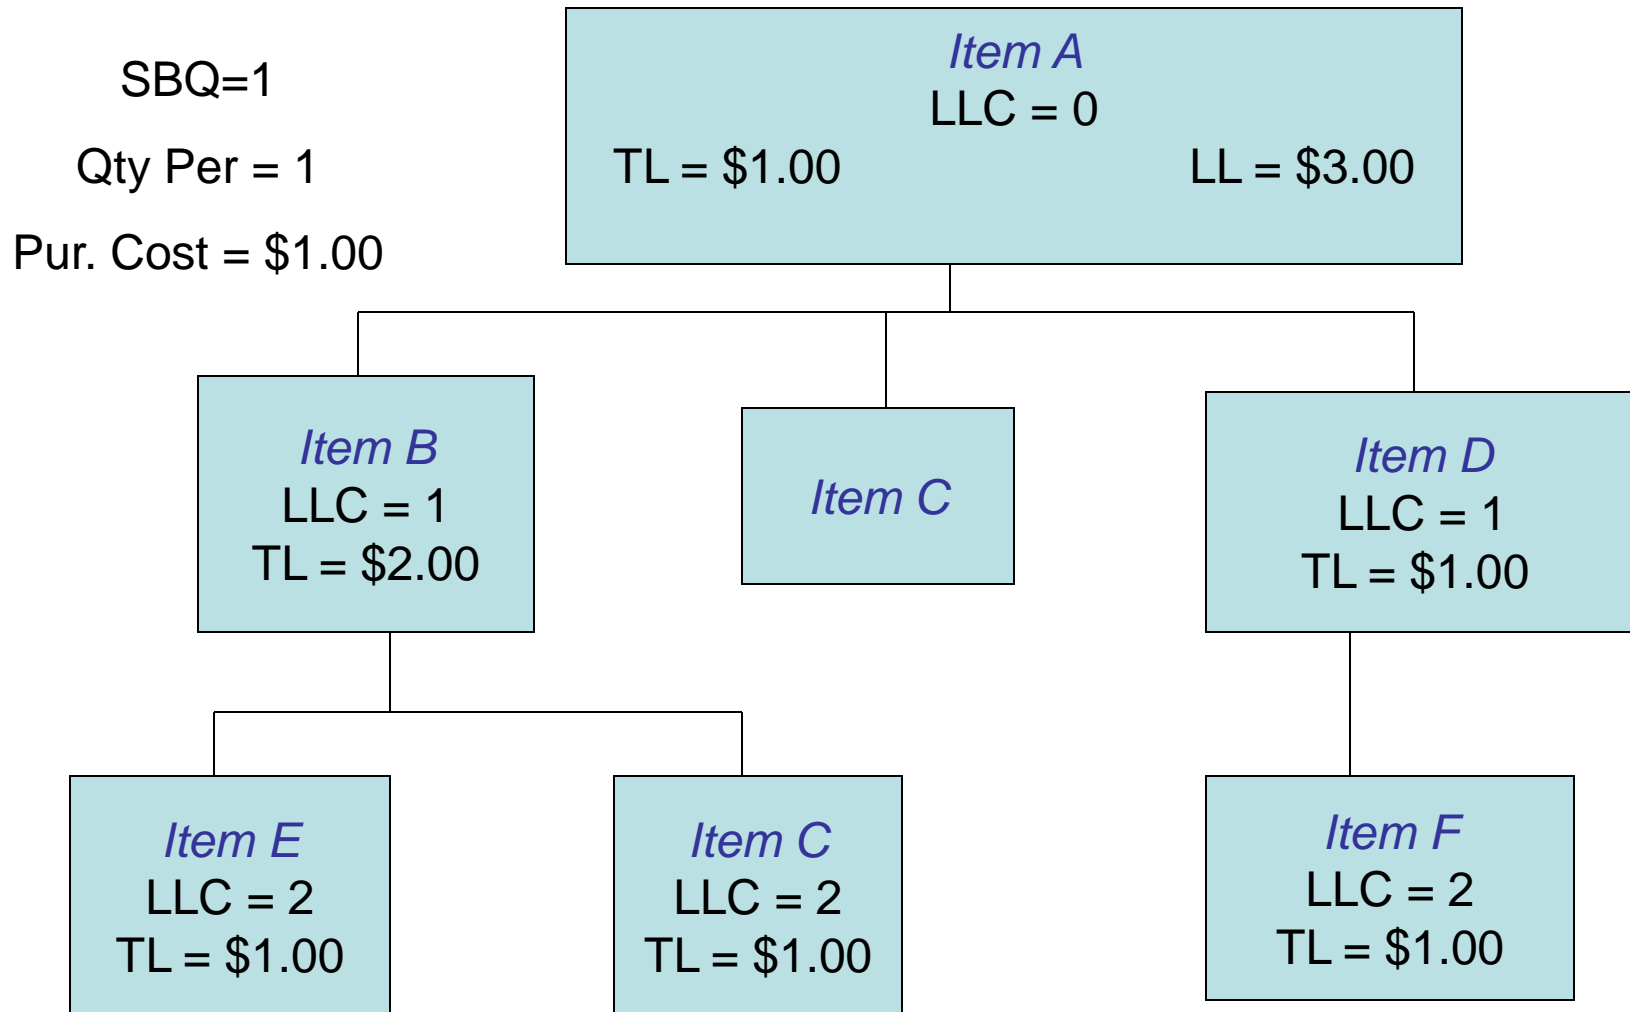 SBQ=1
Qty Per = 1
Pur. Cost = $1.00
Item A
LLC = 0
TL = $1.00 LL = $3.00
Item B
LLC = 1
TL = $2.00
Item C
Item D
LLC = 1
TL = $1.00
Item E
LLC = 2
TL = $1.00
Item C
LLC = 2
TL = $1.00
Item F
LLC = 2
TL = $1.00